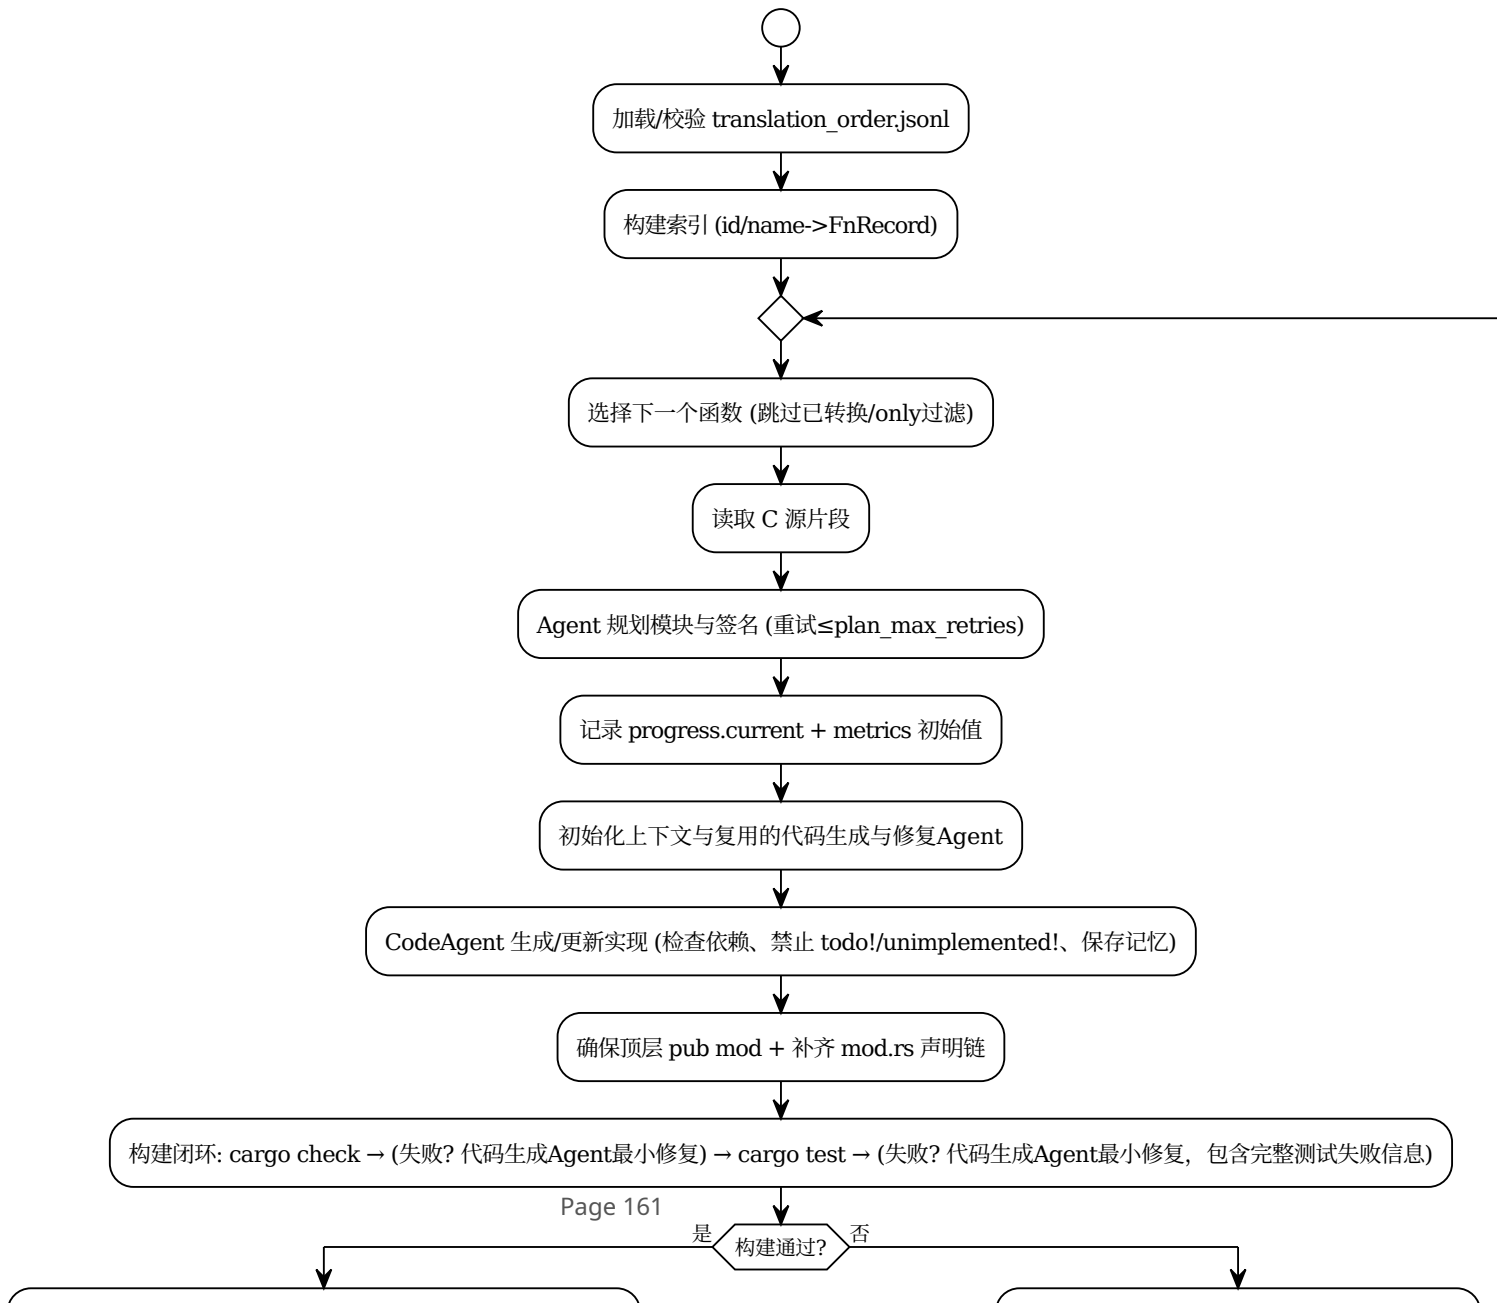 加载/校验 translation_order.jsonl
构建索引 (id/name->FnRecord)
选择下一个函数 (跳过已转换/only过滤)
读取 C 源片段
Agent 规划模块与签名 (重试≤plan_max_retries)
记录 progress.current + metrics 初始值
初始化上下文与复用的代码生成与修复Agent
CodeAgent 生成/更新实现 (检查依赖、禁止 todo!/unimplemented!、保存记忆)
确保顶层 pub mod + 补齐 mod.rs 声明链
构建闭环: cargo check → (失败? 代码生成Agent最小修复) → cargo test → (失败? 代码生成Agent最小修复，包含完整测试失败信息)
Page 161
是
构建通过?
否